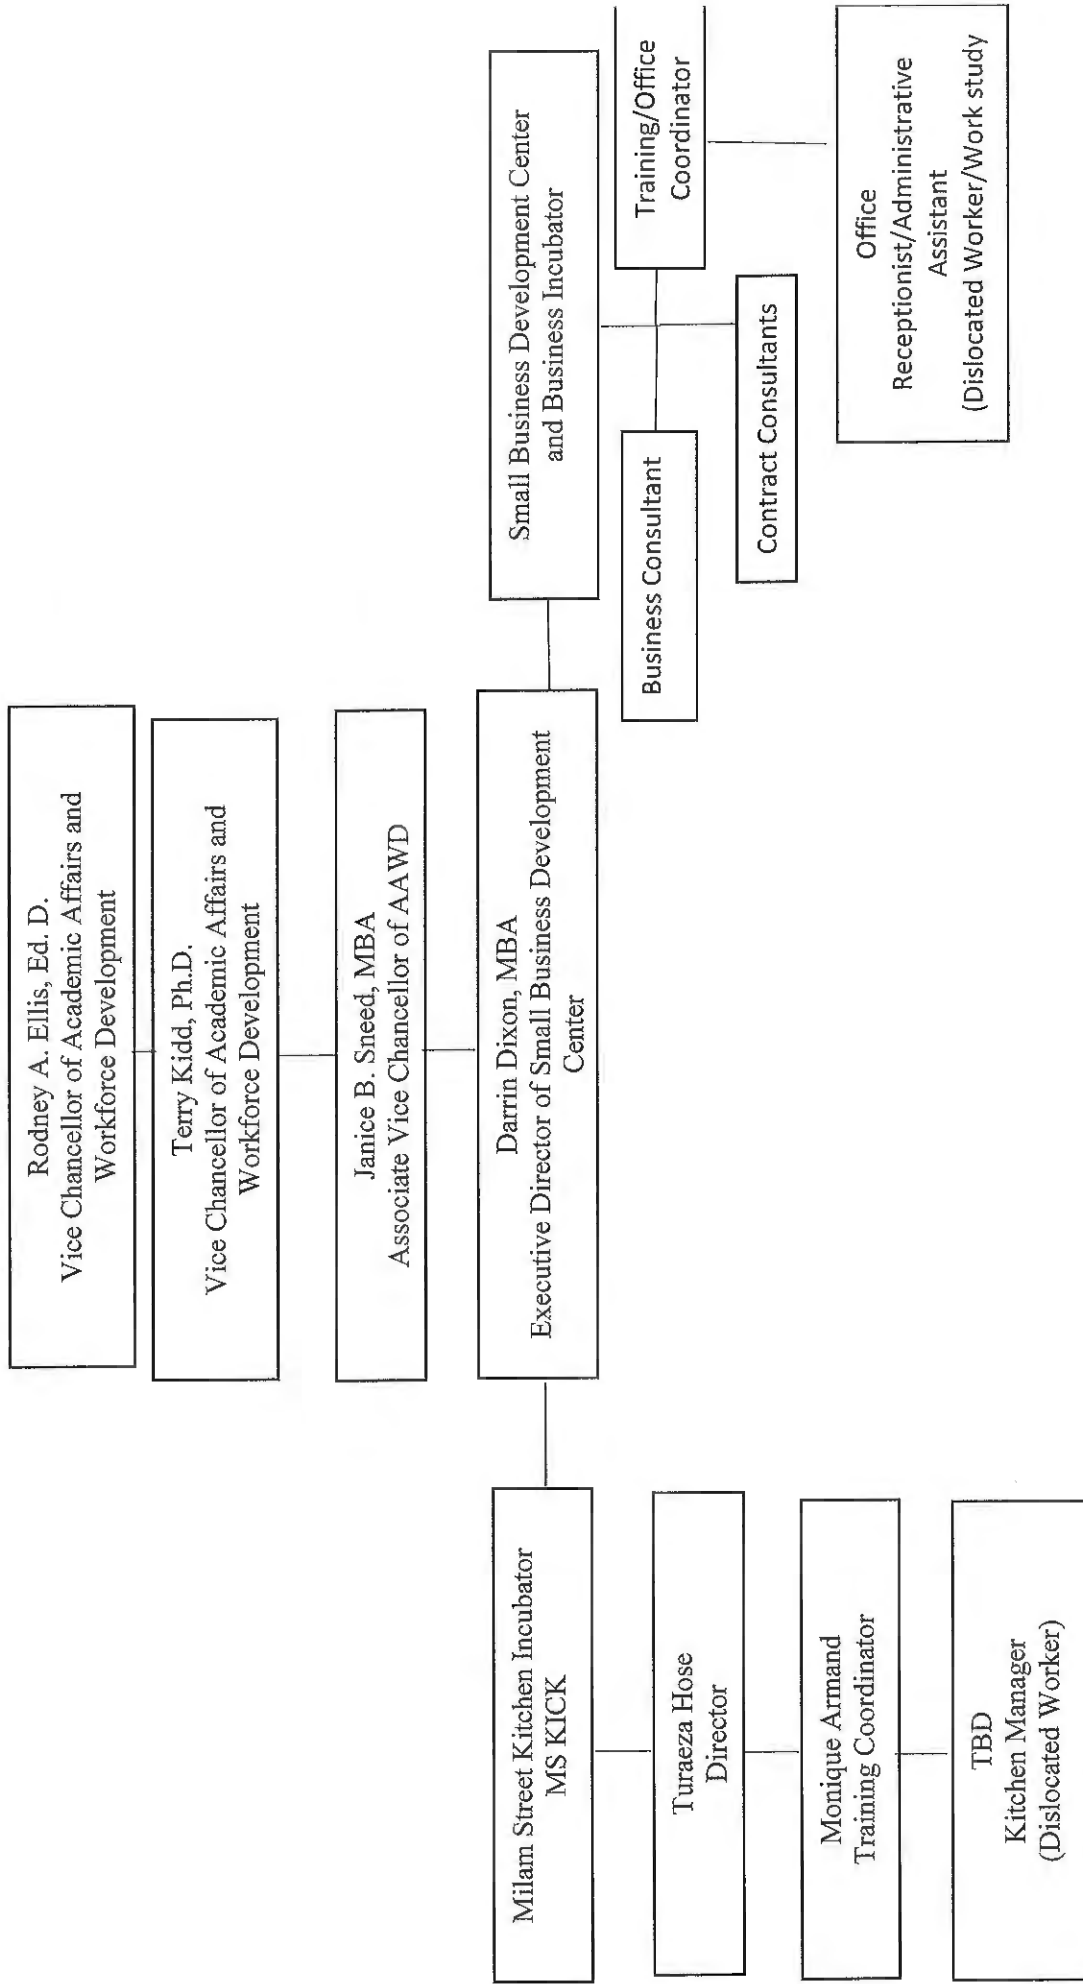 Rodney A. Ellis, Ed. D.
Vice Chancellor of Academic Affairs and
Workforce Development
Terry Kidd, Ph.D.
Vice Chancellor of Academic Affairs and
Workforce Development
Janice B. Sneed, MBA
Associate Vice Chancellor of AAWD
Darrin Dixon, MBA
Executive Director of Small Business Development
Center
Milam Street Kitchen Incubator
MS KICK
Turaeza Hose
Director
Monique Armand
Training Coordinator
TBD
Kitchen Manager
(Dislocated Worker)
Small Business Development Center
and Business Incubator
Business Consultant
Training/Office
Coordinator
Contract Consultants
Office
Receptionist/Administrative
Assistant
(Dislocated Worker/Work study